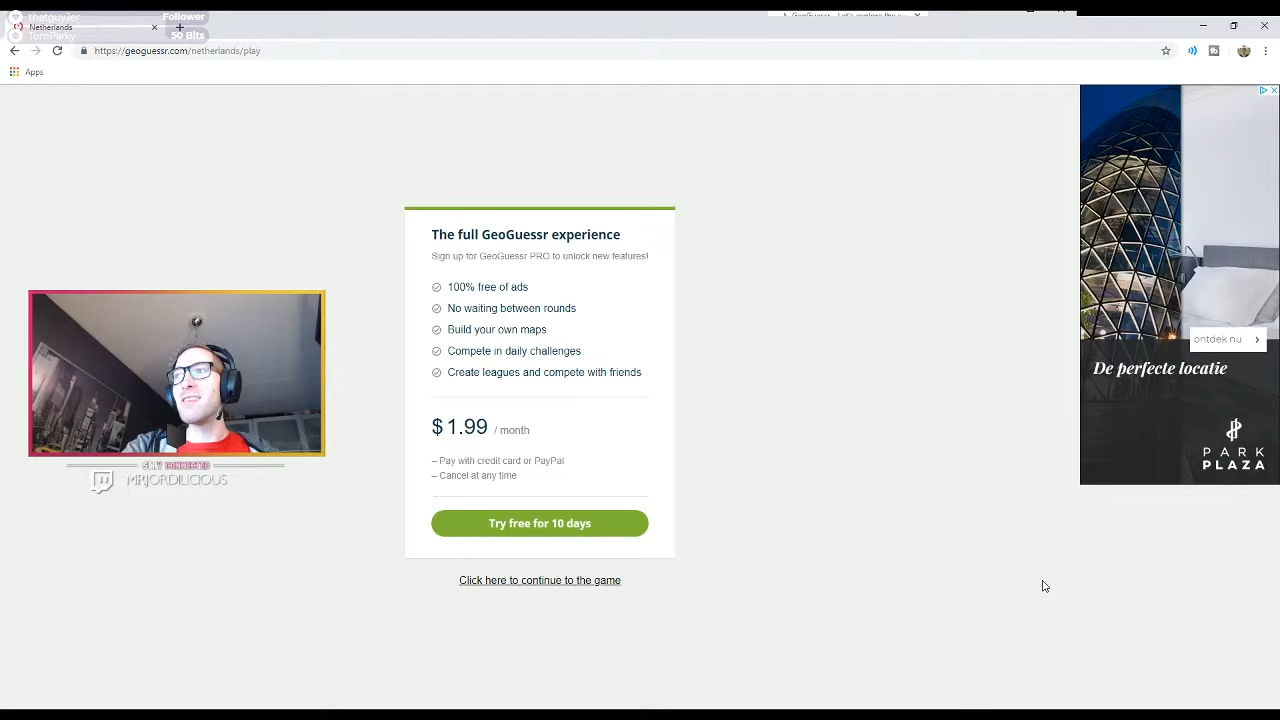 thatguyJer Follower
Netherlands
TomParky 50 Bits
https://geoguessr.com/netherlands/play
Apps
The full GeoGuessr experience
Sign up for GeoGuessr PRO to unlock new features!
100% free of ads
No waiting between rounds
Build your own maps
Compete in daily challenges
Create leagues and compete with friends
$ 1.99 / month
– Pay with credit card or PayPal
– Cancel at any time
Try free for 10 days
Click here to continue to the game
STAY CONNECTED
MRJORDILICIOUS
ontdek nu
De perfecte locatie
PARK
PLAZA